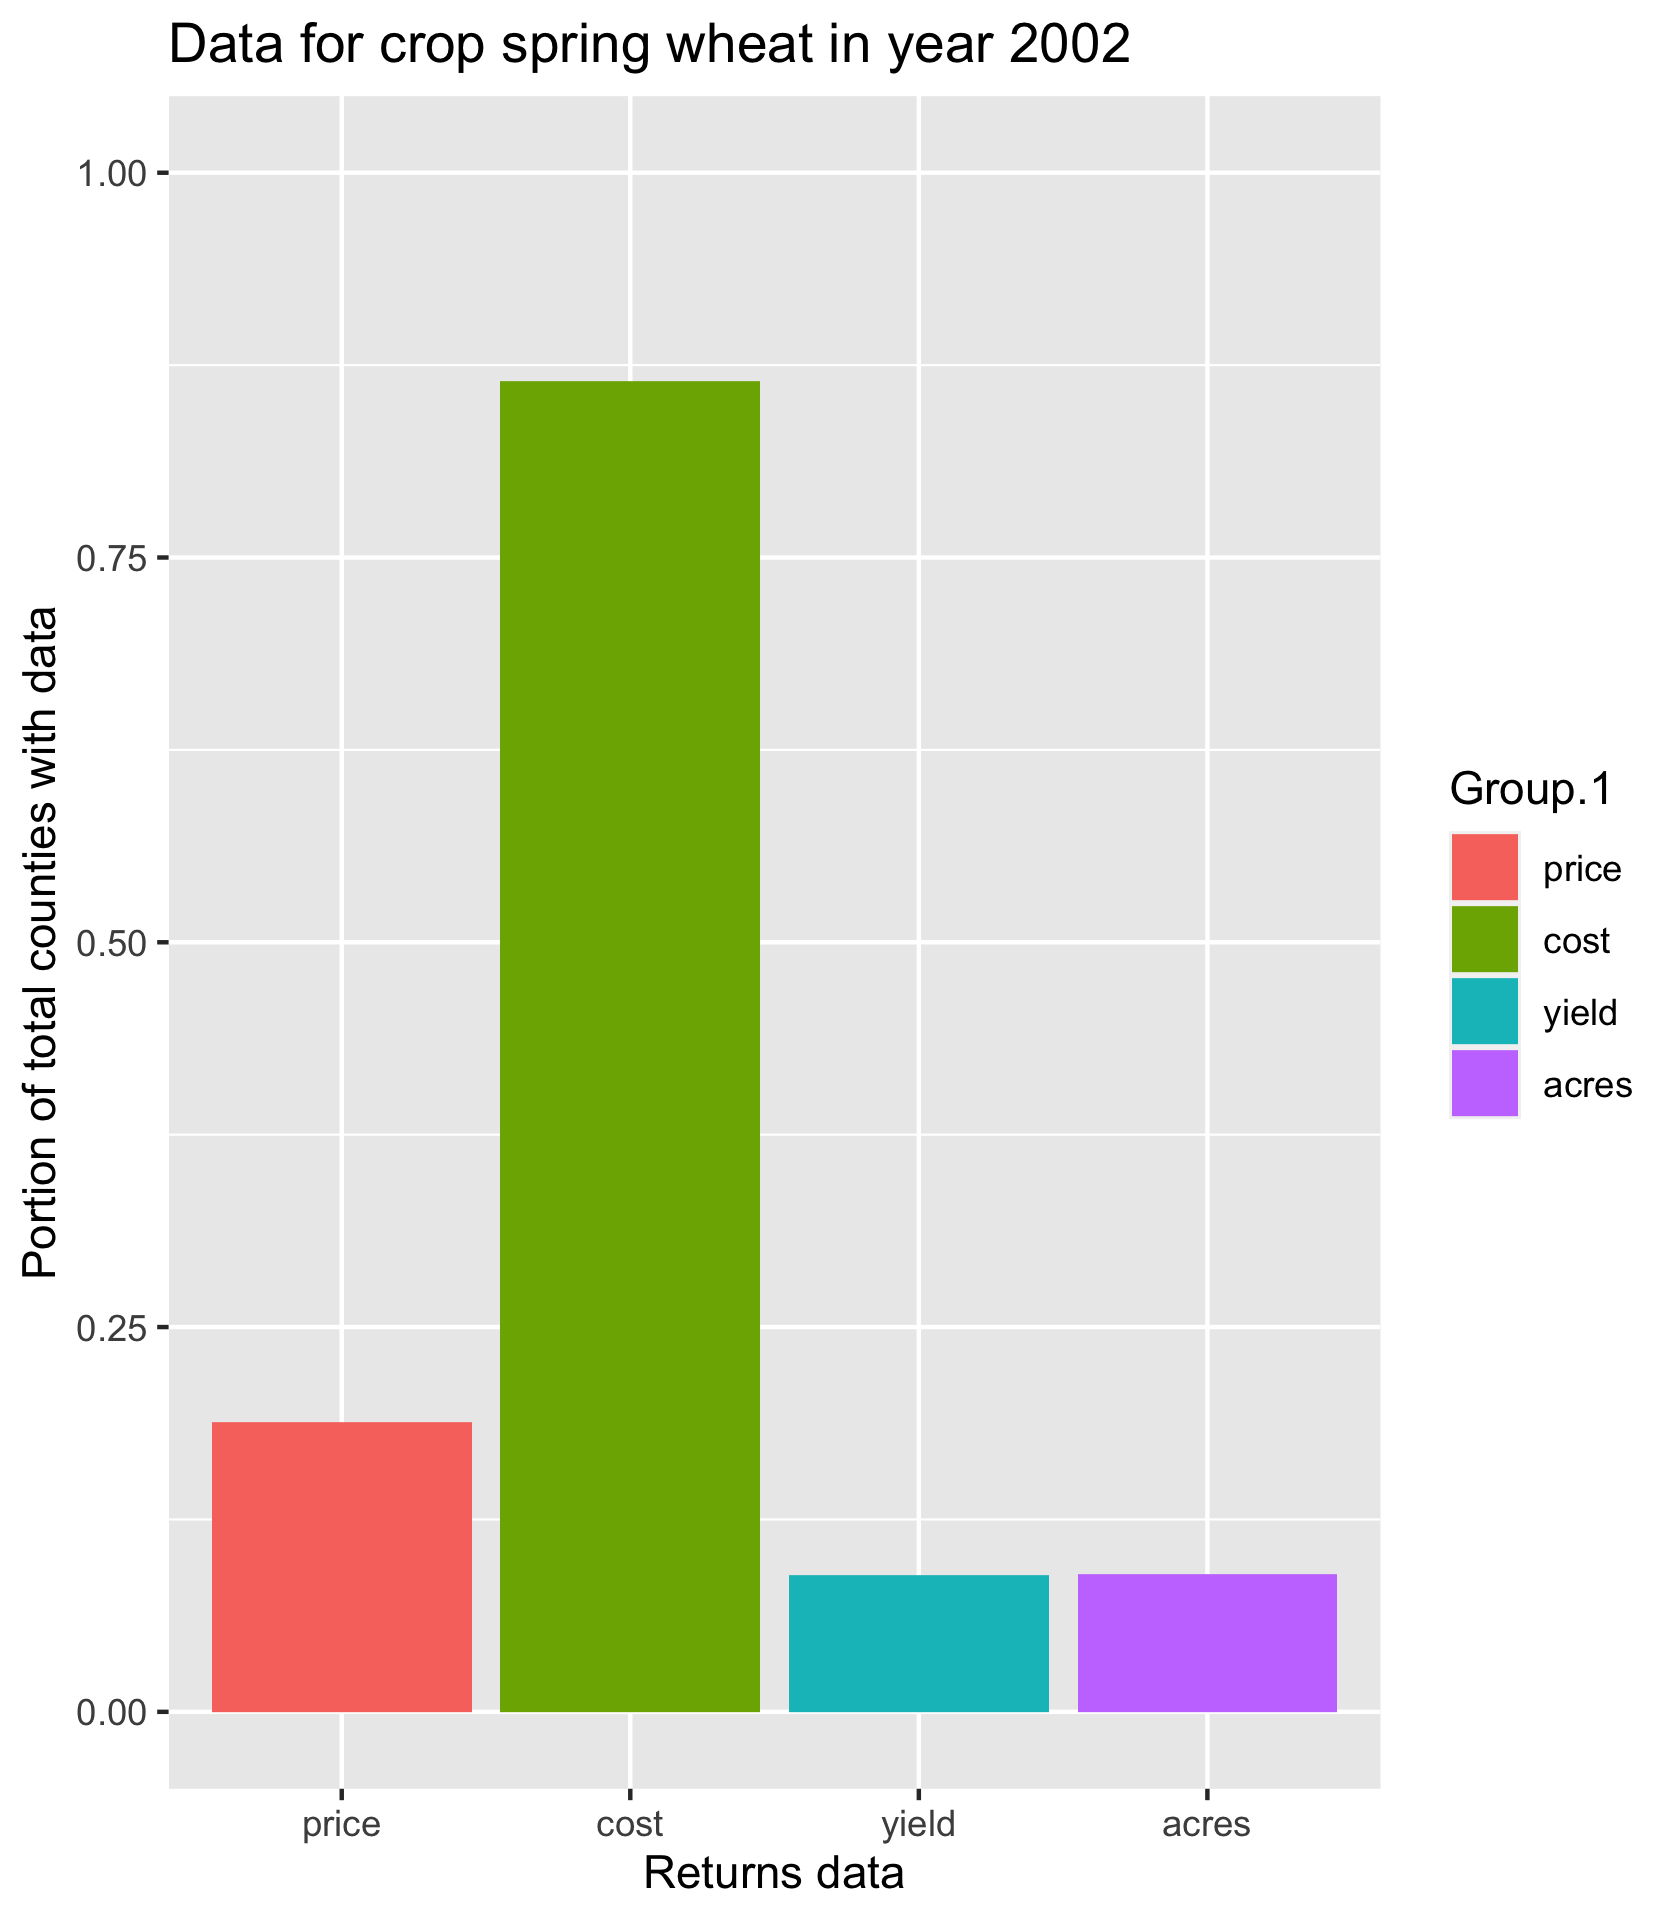 Data for crop spring wheat in year 2002
Portion of total counties with data
1.00
0.75
0.50
0.25
0.00
price cost yield acres
Returns data
Group.1
price
cost
yield
acres